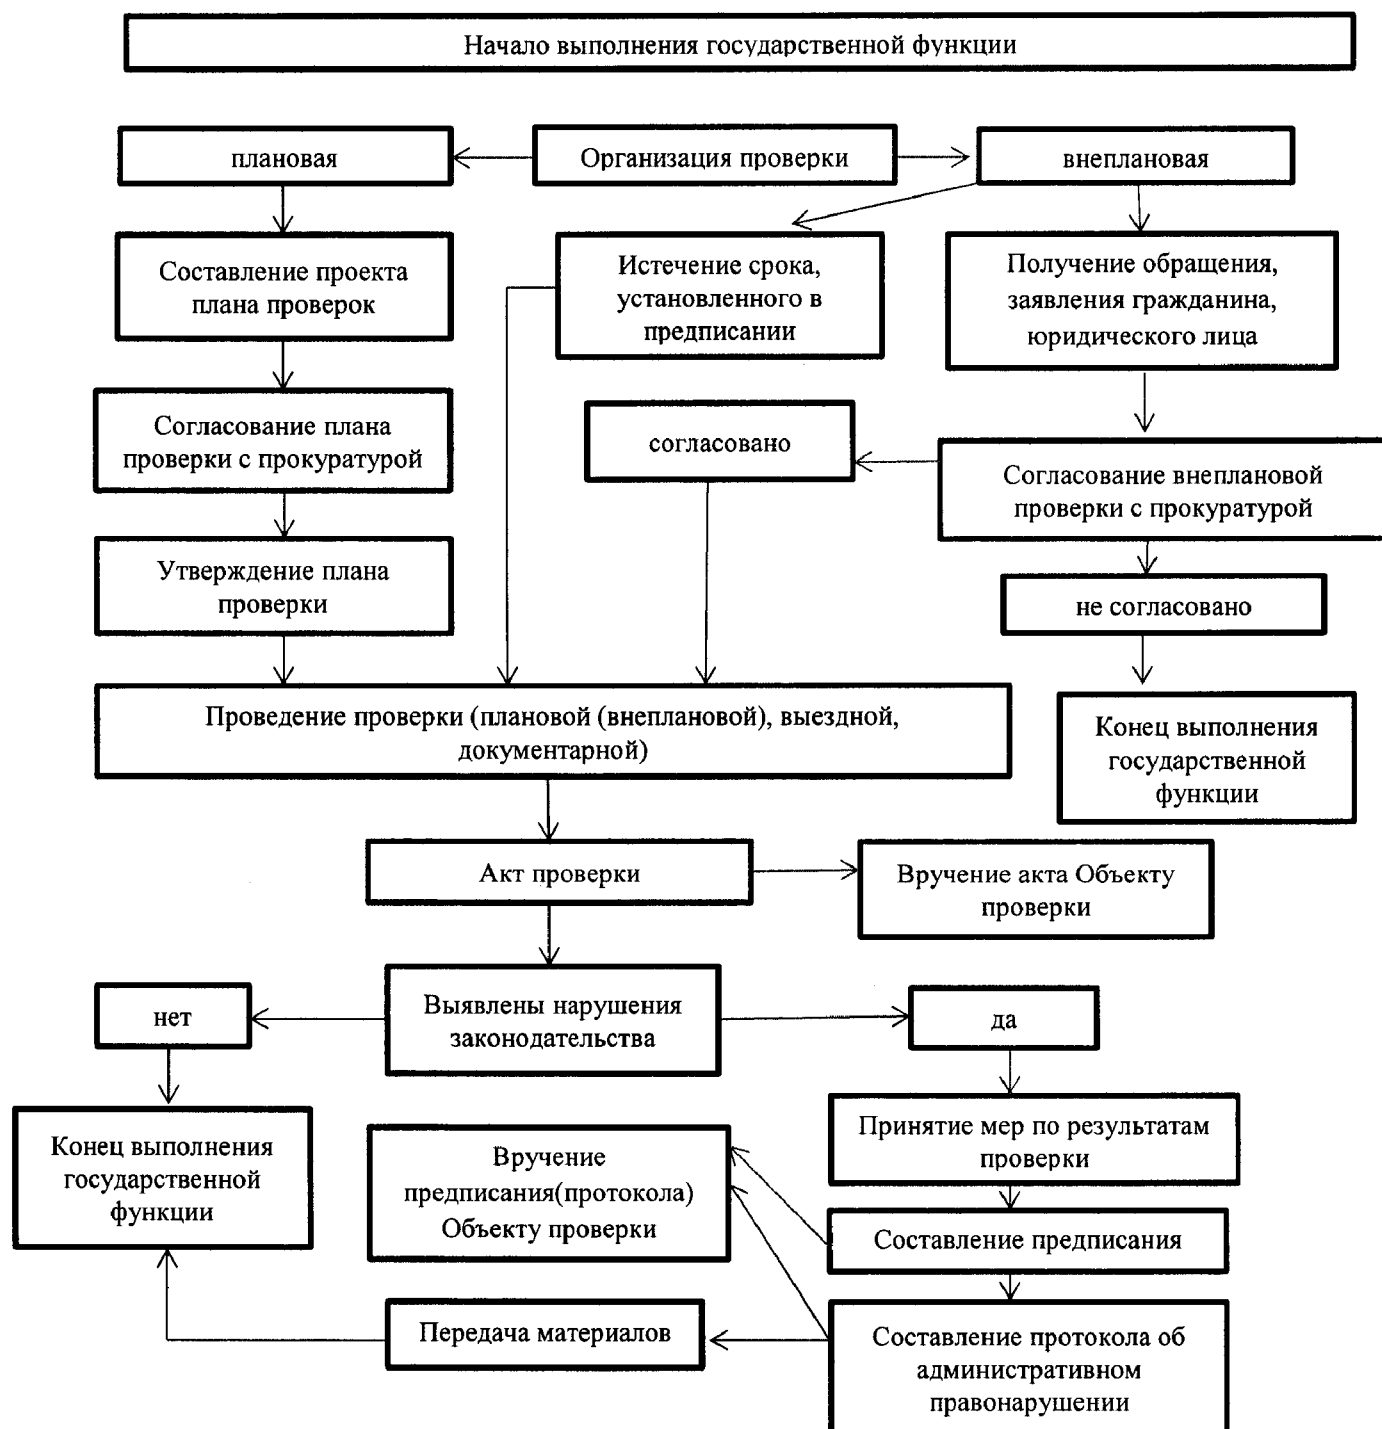 Начало выполнения государственной функции
плановая
Организация проверки
внеплановая
Составление проекта
плана проверок
Истечение срока,
установленного в
предписании
Получение обращения,
заявления гражданина,
юридического лица
Согласование плана
проверки с прокуратурой
согласовано
Согласование внеплановой
проверки с прокуратурой
Утверждение плана
проверки
не согласовано
Проведение проверки (плановой (внеплановой), выездной,
документарной)
Конец выполнения
государственной
функции
Акт проверки
Вручение акта Объекту
проверки
нет
Выявлены нарушения
законодательства
да
Конец выполнения
государственной
функции
Вручение
предписания(протокола)
Объекту проверки
Принятие мер по результатам
проверки
Составление предписания
Передача материалов
Составление протокола об
административном
правонарушении